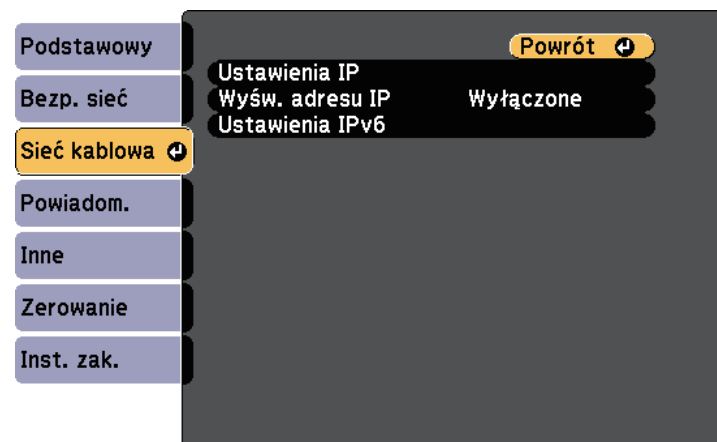 Podstawowy
Bezp. sieć
Sieć kablowa
Powiadom.
Inne
Zerowanie
Inst. zak.
Powrót
Ustawienia IP
Wyśw. adresu IP Wyłączone
Ustawienia IPv6